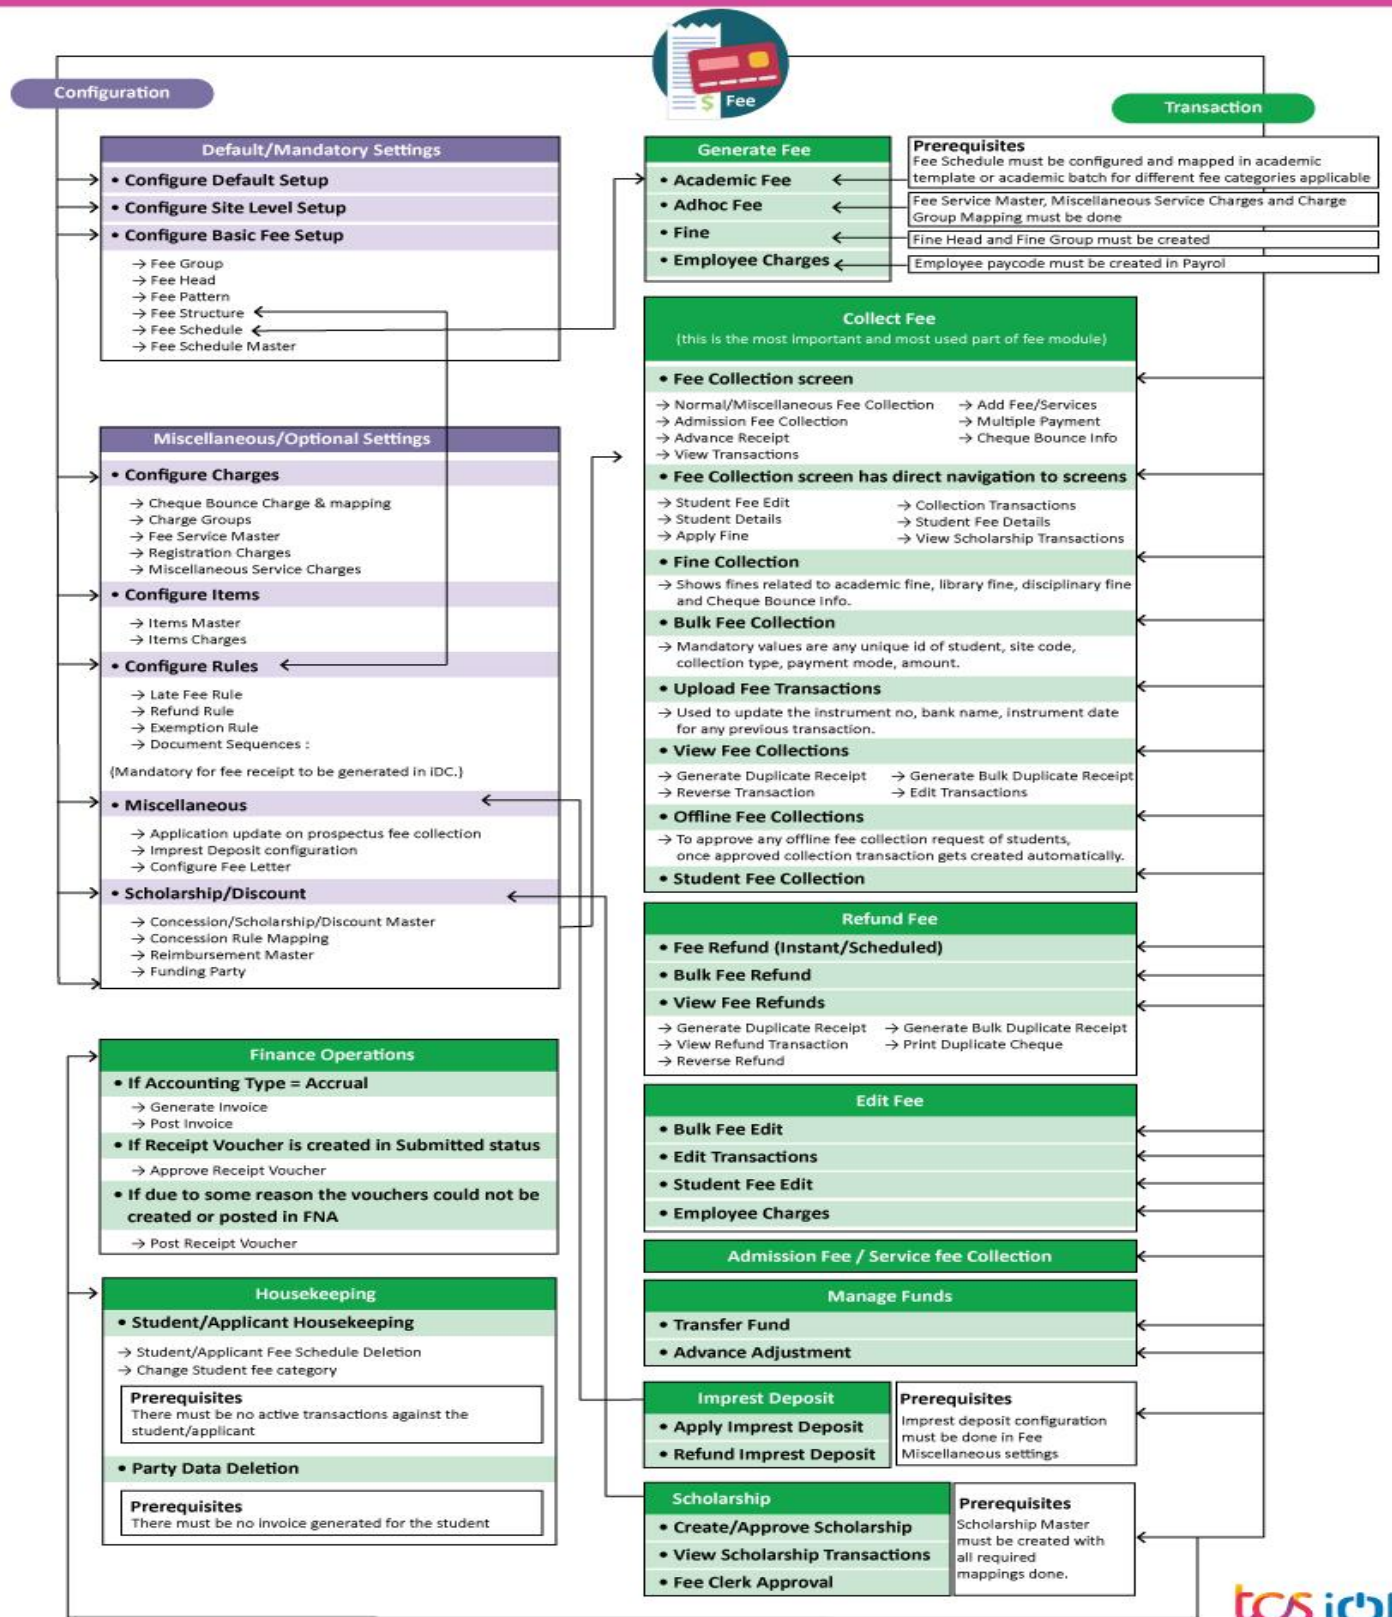 Fee
Configuration
Transaction
Default/Mandatory Settings
• Configure Default Setup
• Configure Site Level Setup
• Configure Basic Fee Setup
→ Fee Group
→ Fee Head
→ Fee Pattern
→ Fee Structure
→ Fee Schedule
→ Fee Schedule Master
Miscellaneous/Optional Settings
• Configure Charges
→ Cheque Bounce Charge & mapping
→ Charge Groups
→ Fee Service Master
→ Registration Charges
→ Miscellaneous Service Charges
• Configure Items
→ Items Master
→ Items Charges
• Configure Rules
→ Late Fee Rule
→ Refund Rule
→ Exemption Rule
→ Document Sequences :
(Mandatory for fee receipt to be generated in iDC.)
• Miscellaneous
→ Application update on prospectus fee collection
→ Imprest Deposit configuration
→ Configure Fee Letter
• Scholarship/Discount
→ Concession/Scholarship/Discount Master
→ Concession Rule Mapping
→ Reimbursement Master
→ Funding Party
Finance Operations
• If Accounting Type = Accrual
→ Generate Invoice
→ Post Invoice
• If Receipt Voucher is created in Submitted status
→ Approve Receipt Voucher
• If due to some reason the vouchers could not be
created or posted in FNA
→ Post Receipt Voucher
Housekeeping
• Student/Applicant Housekeeping
→ Student/Applicant Fee Schedule Deletion
→ Change Student fee category
Prerequisites
There must be no active transactions against the
student/applicant
• Party Data Deletion
Prerequisites
There must be no invoice generated for the student
Generate Fee
• Academic Fee
• Adhoc Fee
• Fine
• Employee Charges
Prerequisites
Fee Schedule must be configured and mapped in academic
template or academic batch for different fee categories applicable
Fee Service Master, Miscellaneous Service Charges and Charge
Group Mapping must be done
Fine Head and Fine Group must be created
Employee paycode must be created in Payrol
Collect Fee
(this is the most important and most used part of fee module)
• Fee Collection screen
→ Normal/Miscellaneous Fee Collection → Add Fee/Services
→ Admission Fee Collection → Multiple Payment
→ Advance Receipt → Cheque Bounce Info
→ View Transactions
• Fee Collection screen has direct navigation to screens
→ Student Fee Edit → Collection Transactions
→ Student Details → Student Fee Details
→ Apply Fine → View Scholarship Transactions
• Fine Collection
→ Shows fines related to academic fine, library fine, disciplinary fine
and Cheque Bounce Info.
• Bulk Fee Collection
→ Mandatory values are any unique id of student, site code,
collection type, payment mode, amount.
• Upload Fee Transactions
→ Used to update the instrument no, bank name, instrument date
for any previous transaction.
• View Fee Collections
→ Generate Duplicate Receipt → Generate Bulk Duplicate Receipt
→ Reverse Transaction → Edit Transactions
• Offline Fee Collections
→ To approve any offline fee collection request of students,
once approved collection transaction gets created automatically.
• Student Fee Collection
Refund Fee
• Fee Refund (Instant/Scheduled)
• Bulk Fee Refund
• View Fee Refunds
→ Generate Duplicate Receipt → Generate Bulk Duplicate Receipt
→ View Refund Transaction → Print Duplicate Cheque
→ Reverse Refund
Edit Fee
• Bulk Fee Edit
• Edit Transactions
• Student Fee Edit
• Employee Charges
Admission Fee / Service fee Collection
Manage Funds
• Transfer Fund
• Advance Adjustment
Imprest Deposit
• Apply Imprest Deposit
• Refund Imprest Deposit
Prerequisites
Imprest deposit configuration
must be done in Fee
Miscellaneous settings
Scholarship
• Create/Approve Scholarship
• View Scholarship Transactions
• Fee Clerk Approval
Prerequisites
Scholarship Master
must be created with
all required
mappings done.
tcs